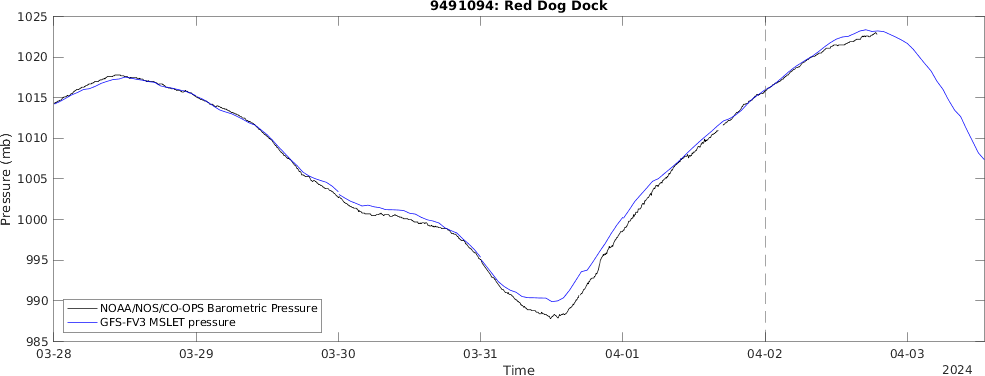 9491094: Red Dog Dock
1025
1020
1015
1010
1005
1000
995
990
985
Pressure (mb)
NOAA/NOS/CO-OPS Barometric Pressure
GFS-FV3 MSLET pressure
03-28 03-29 03-30 03-31 04-01 04-02 04-03
Time
2024